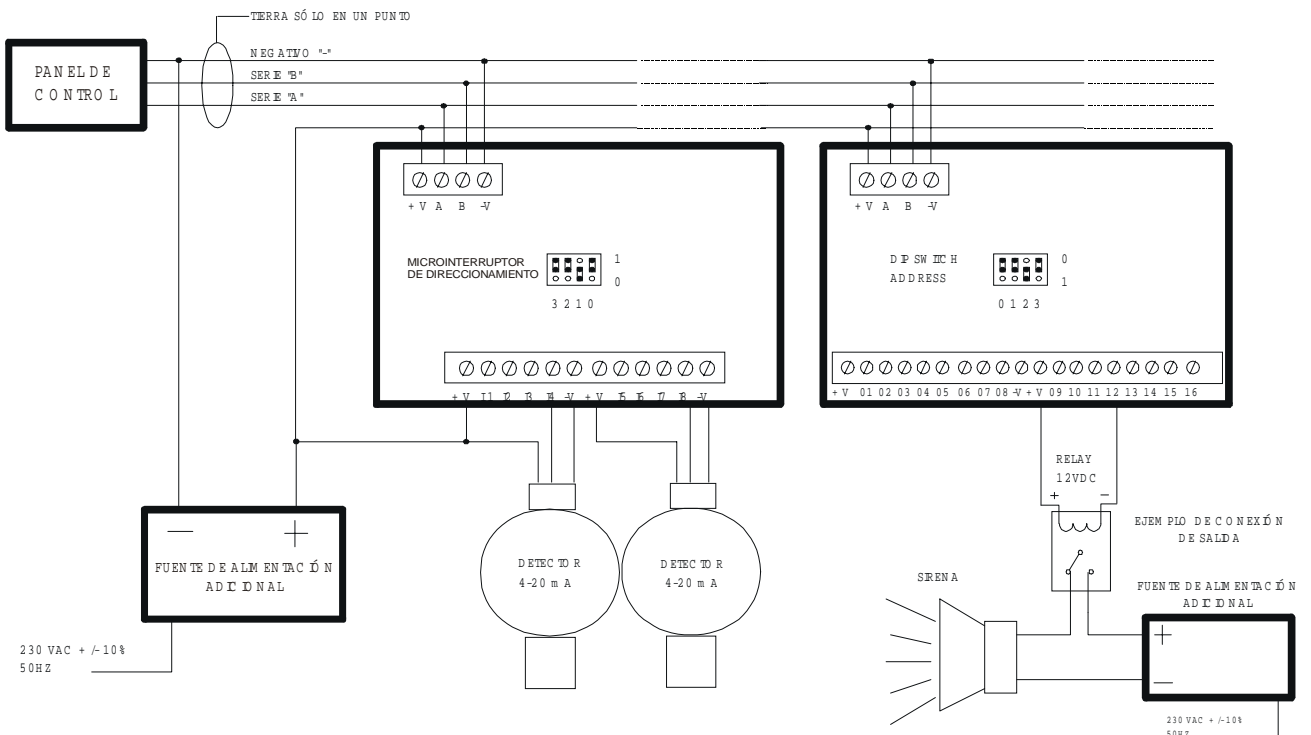 TIERRA SÓLO EN UN PUNTO
PANEL DE
CONTROL
NEGATIVO "-"
SERIE "B"
SERIE "A"
+V A B -V
MICROINTERRUPTOR
DE DIRECCIONAMIENTO
1
0
3 2 1 0
+V I1 I2 I3 I4 -V +V I5 I6 I7 I8 -V
+V A B -V
DIP SWITCH
ADDRESS
0
1
0 1 2 3
+V 01 02 03 04 05 06 07 08 -V +V 09 10 11 12 13 14 15 16
RELAY
12VDC
+ -
EJEMPLO DE CONEXIÓN
DE SALIDA
- +
FUENTE DE ALIMENTACIÓN
ADICIONAL
230 VAC +/-10%
50HZ
DETECTOR
4-20 mA
DETECTOR
4-20 mA
SIRENA
FUENTE DE ALIMENTACIÓN
ADICIONAL
+
-
230 VAC +/-10%
50HZ